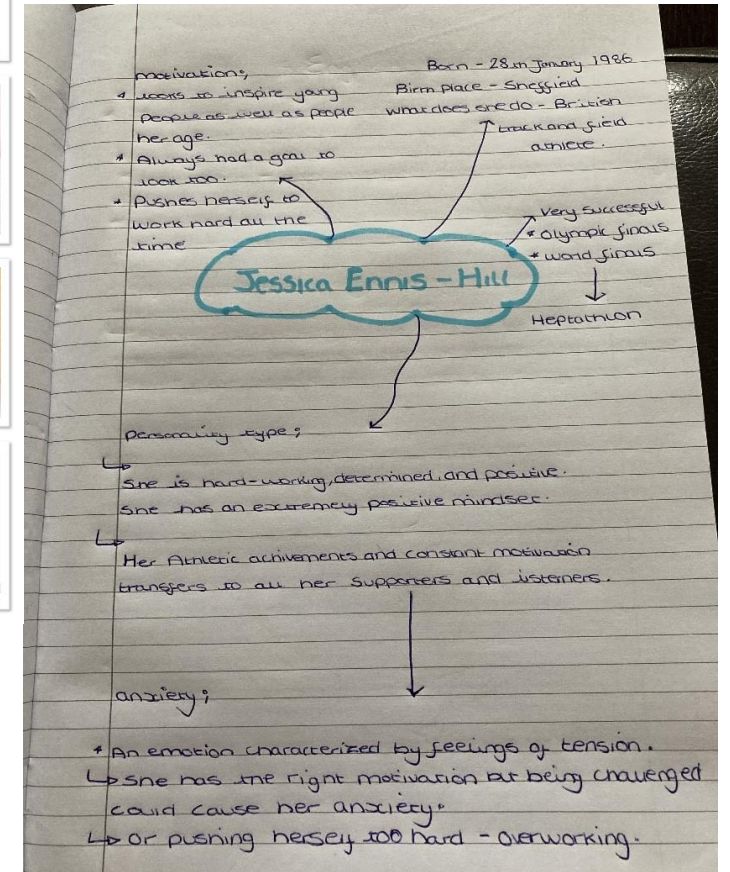 motivation;
* looks to inspire young
people as well as people
her age.
* Always had a goal to
look too.
* Pushes herself to
work hard all the
time
Born - 28th January 1986
Birth place - Sheffield
what does she do - British
track and field
athlete.
very successful
* Olympic finals
* world finals
Heptathlon
Jessica Ennis - Hill
personality type;
She is hard-working, determined, and positive.
She has an extremely positive mindset.
Her Athletic achivements and constant motivation
transfers to all her supporters and listeners.
anxiety;
* An emotion characterized by feelings of tension.
She has the right motivation but being challenged
could cause her anxiety.
Or pushing herself too hard - overworking.